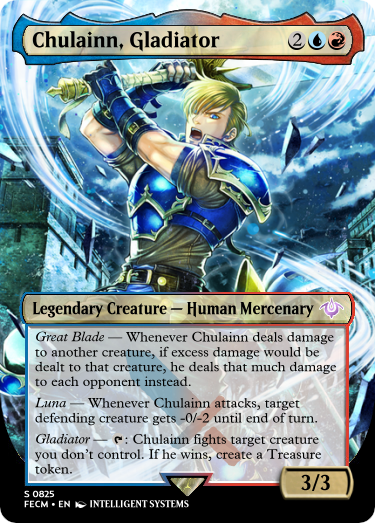 Chulainn, Gladiator 2
Legendary Creature — Human Mercenary
Great Blade — Whenever Chulainn deals damage
to another creature, if excess damage would be
dealt to that creature, he deals that much damage
to each opponent instead.
Luna — Whenever Chulainn attacks, target
defending creature gets -0/-2 until end of turn.
Gladiator — : Chulainn fights target creature
you don't control. If he wins, create a Treasure
token.
3/3
S 0825
FECM • EN INTELLIGENT SYSTEMS